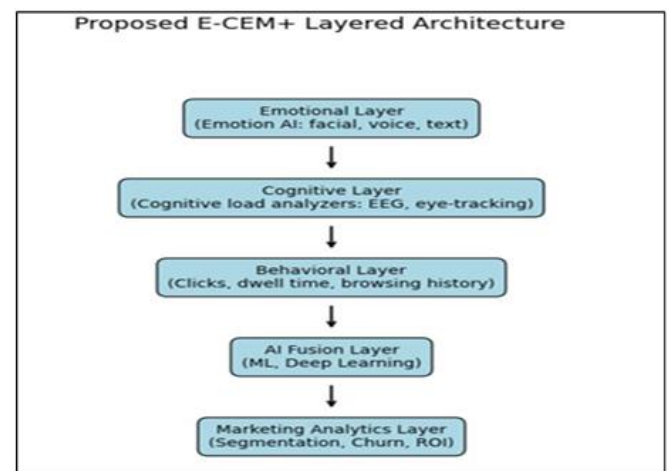 Proposed E-CEM+ Layered Architecture
Emotional Layer
(Emotion AI: facial, voice, text)
Cognitive Layer
(Cognitive load analyzers: EEG, eye-tracking)
Behavioral Layer
(Clicks, dwell time, browsing history)
AI Fusion Layer
(ML, Deep Learning)
Marketing Analytics Layer
(Segmentation, Churn, ROI)